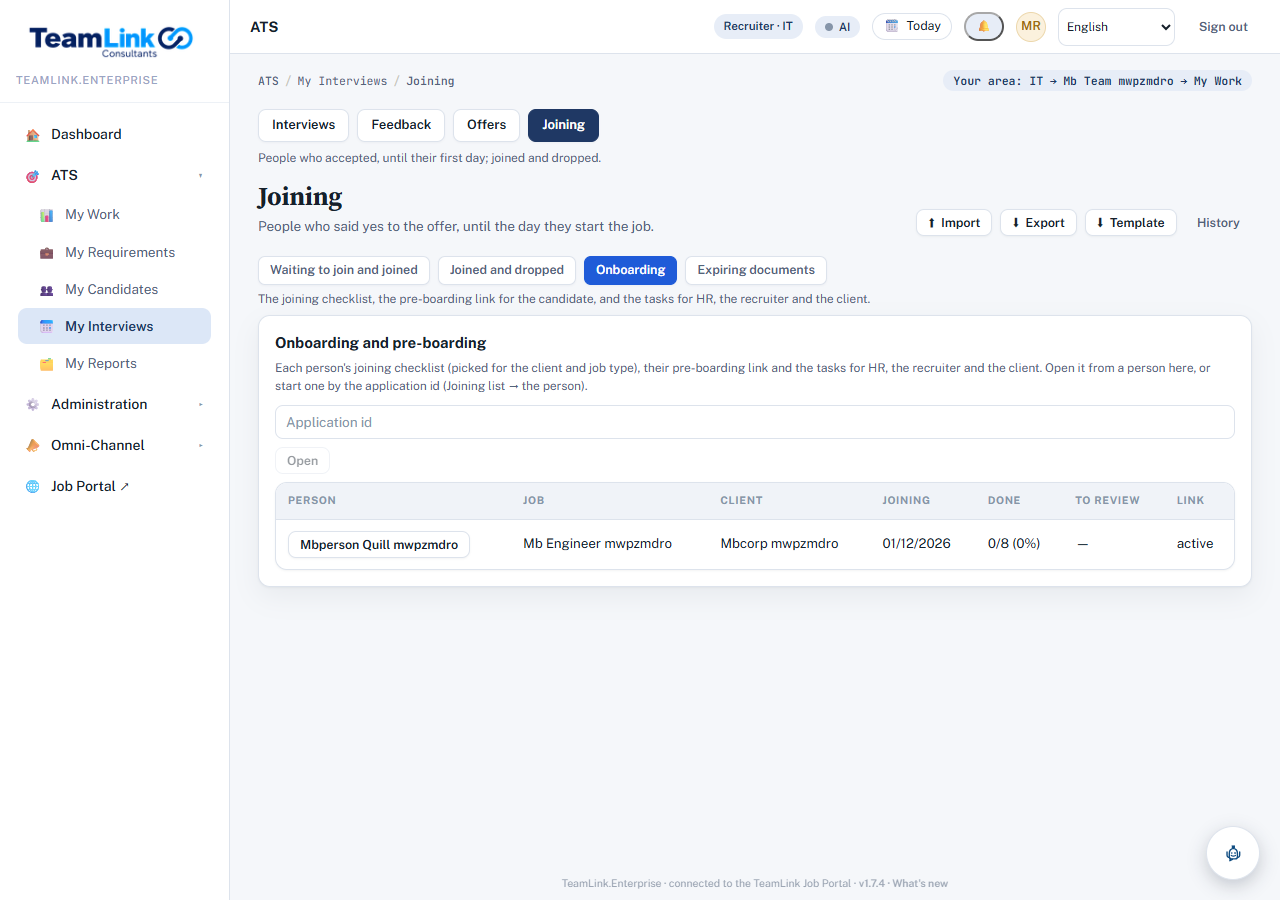 TeamLink
Consultants
TEAMLINK.ENTERPRISE
Dashboard
ATS
My Work
My Requirements
My Candidates
My Interviews
My Reports
Administration
Omni-Channel
Job Portal ↗
ATS
Recruiter · IT
AI
Today
MR
English
Sign out
ATS / My Interviews / Joining
Your area: IT → Mb Team mwpzmdro → My Work
Interviews
Feedback
Offers
Joining
People who accepted, until their first day; joined and dropped.
Joining
People who said yes to the offer, until the day they start the job.
⬆ Import
⬇ Export
⬇ Template
History
Waiting to join and joined
Joined and dropped
Onboarding
Expiring documents
The joining checklist, the pre-boarding link for the candidate, and the tasks for HR, the recruiter and the client.
Onboarding and pre-boarding
Each person's joining checklist (picked for the client and job type), their pre-boarding link and the tasks for HR, the recruiter and the client. Open it from a person here, or
start one by the application id (Joining list → the person).
Application id
Open
PERSON JOB CLIENT JOINING DONE TO REVIEW LINK
Mbperson Quill mwpzmdro Mb Engineer mwpzmdro Mbcorp mwpzmdro 01/12/2026 0/8 (0%) — active
TeamLink.Enterprise · connected to the TeamLink Job Portal · v1.7.4 · What's new